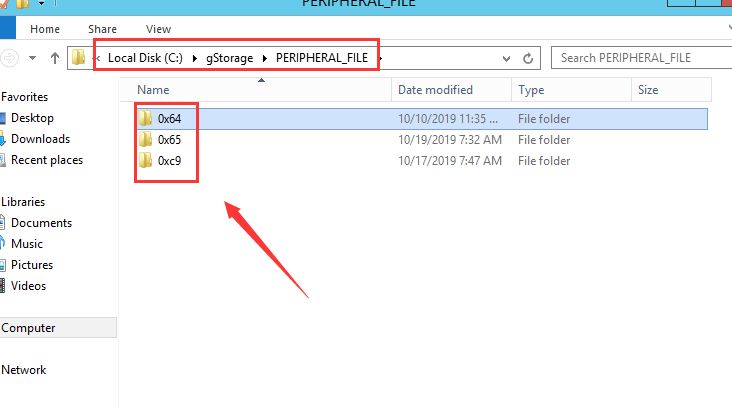 PERIPHERAL_FILE
Home Share View
« Local Disk (C:) gStorage PERIPHERAL_FILE Search PERIPHERAL_FILE
Name Date modified Type Size
Favorites
Desktop
Downloads
Recent places
Libraries
Documents
Music
Pictures
Videos
Computer
Network
0x64 10/10/2019 11:35 ... File folder
0x65 10/19/2019 7:32 AM File folder
0xc9 10/17/2019 7:47 AM File folder